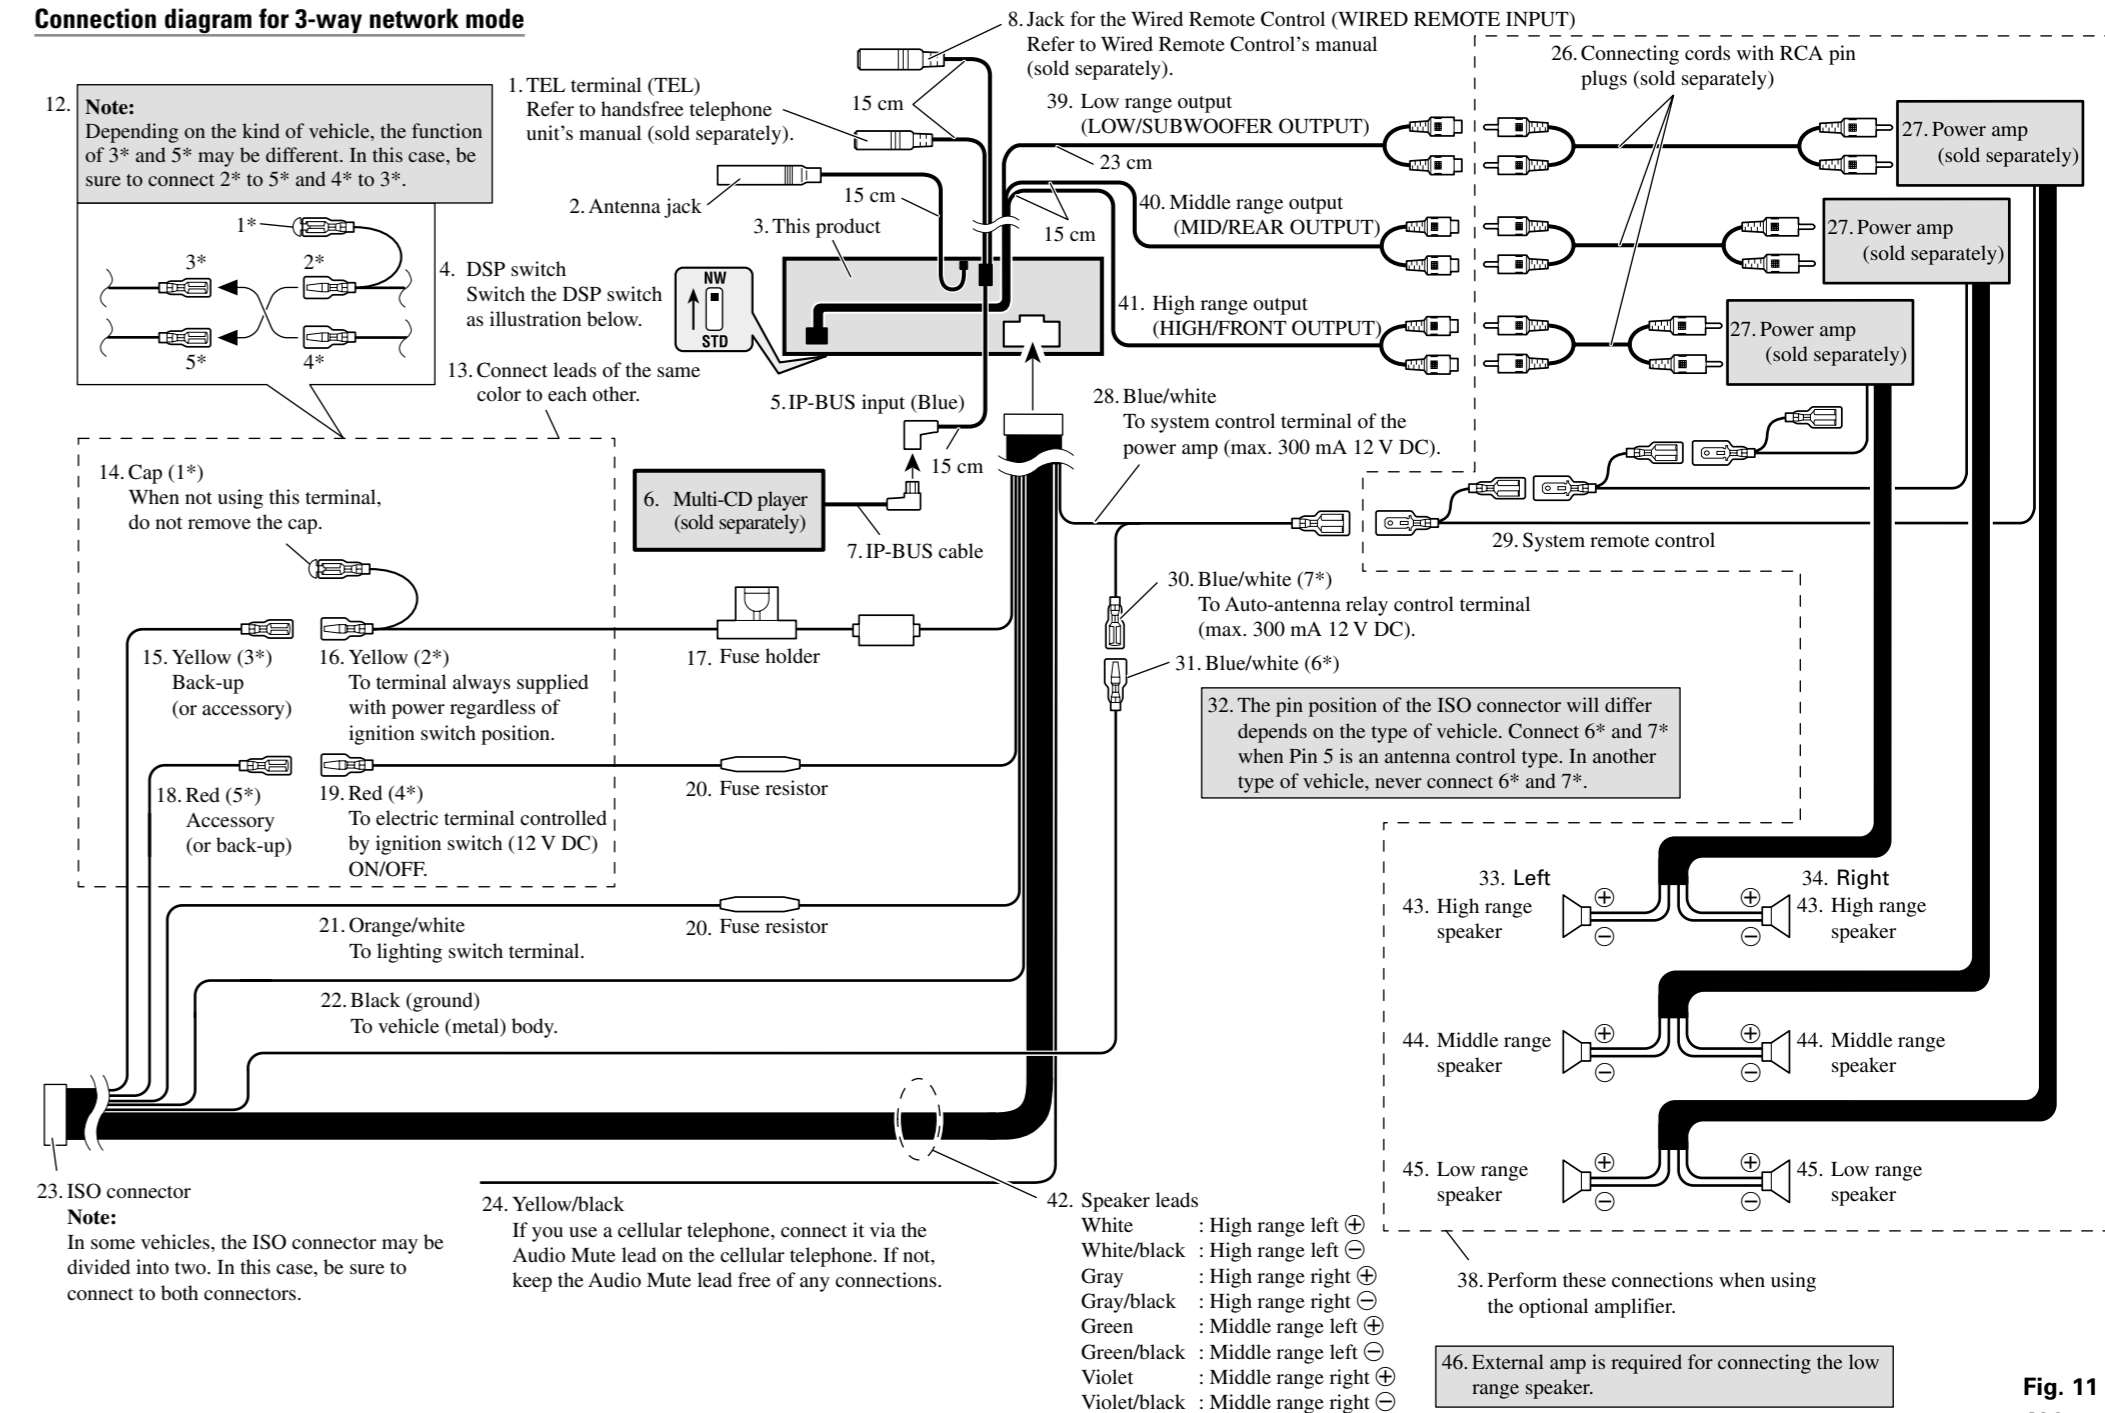 Connection diagram for 3-way network mode
8. Jack for the Wired Remote Control (WIRED REMOTE INPUT)
Refer to Wired Remote Control's manual
(sold separately).
1. TEL terminal (TEL)
Refer to handsfree telephone
unit's manual (sold separately).
15 cm
12. Note:
Depending on the kind of vehicle, the function
of 3* and 5* may be different. In this case, be
sure to connect 2* to 5* and 4* to 3*.
1*
3*
2*
5*
4*
2. Antenna jack
15 cm
3. This product
4. DSP switch
Switch the DSP switch
as illustration below.
NW
STD
39. Low range output
(LOW/SUBWOOFER OUTPUT)
23 cm
40. Middle range output
(MID/REAR OUTPUT)
15 cm
41. High range output
(HIGH/FRONT OUTPUT)
26. Connecting cords with RCA pin
plugs (sold separately)
27. Power amp
(sold separately)
27. Power amp
(sold separately)
27. Power amp
(sold separately)
13. Connect leads of the same
color to each other.
5. IP-BUS input (Blue)
15 cm
6. Multi-CD player
(sold separately)
7. IP-BUS cable
28. Blue/white
To system control terminal of the
power amp (max. 300 mA 12 V DC).
29. System remote control
14. Cap (1*)
When not using this terminal,
do not remove the cap.
30. Blue/white (7*)
To Auto-antenna relay control terminal
(max. 300 mA 12 V DC).
31. Blue/white (6*)
15. Yellow (3*)
Back-up
(or accessory)
16. Yellow (2*)
To terminal always supplied
with power regardless of
ignition switch position.
17. Fuse holder
32. The pin position of the ISO connector will differ
depends on the type of vehicle. Connect 6* and 7*
when Pin 5 is an antenna control type. In another
type of vehicle, never connect 6* and 7*.
18. Red (5*)
Accessory
(or back-up)
19. Red (4*)
To electric terminal controlled
by ignition switch (12 V DC)
ON/OFF.
20. Fuse resistor
21. Orange/white
To lighting switch terminal.
20. Fuse resistor
22. Black (ground)
To vehicle (metal) body.
33. Left
34. Right
43. High range
speaker
⊕
⊖
⊕
⊖
43. High range
speaker
44. Middle range
speaker
⊕
⊖
⊕
⊖
44. Middle range
speaker
45. Low range
speaker
⊕
⊖
⊕
⊖
45. Low range
speaker
23. ISO connector
Note:
In some vehicles, the ISO connector may be
divided into two. In this case, be sure to
connect to both connectors.
24. Yellow/black
If you use a cellular telephone, connect it via the
Audio Mute lead on the cellular telephone. If not,
keep the Audio Mute lead free of any connections.
42. Speaker leads
White : High range left ⊕
White/black : High range left ⊖
Gray : High range right ⊕
Gray/black : High range right ⊖
Green : Middle range left ⊕
Green/black : Middle range left ⊖
Violet : Middle range right ⊕
Violet/black : Middle range right ⊖
38. Perform these connections when using
the optional amplifier.
46. External amp is required for connecting the low
range speaker.
Fig. 11